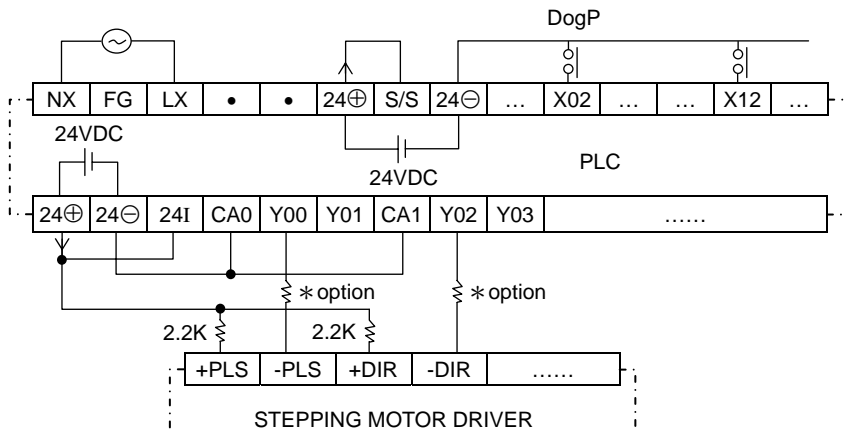 DogP
NX FG LX • • 24⊕ S/S 24⊖ … X02 … … X12 …
24VDC
24VDC
PLC
24⊕ 24⊖ 24I CA0 Y00 Y01 CA1 Y02 Y03 ……
*option *option
2.2K 2.2K
+PLS -PLS +DIR -DIR ……
STEPPING MOTOR DRIVER